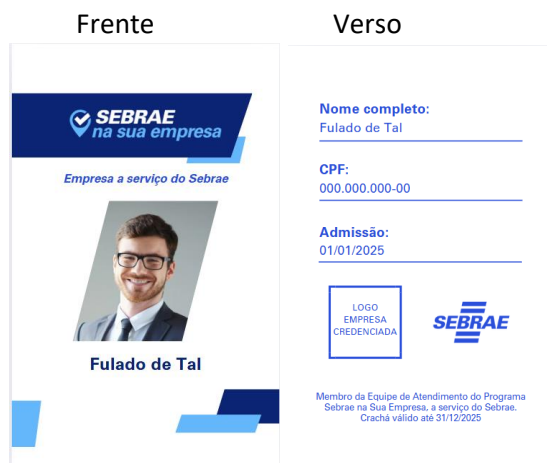 Frente
SEBRAE
na sua empresa
Empresa a serviço do Sebrae
Fulado de Tal
Verso
Nome completo:
Fulado de Tal
CPF:
000.000.000-00
Admissão:
01/01/2025
LOGO
EMPRESA
CREDENCIADA
SEBRAE
Membro da Equipe de Atendimento do Programa
Sebrae na Sua Empresa, a serviço do Sebrae.
Crachá válido até 31/12/2025